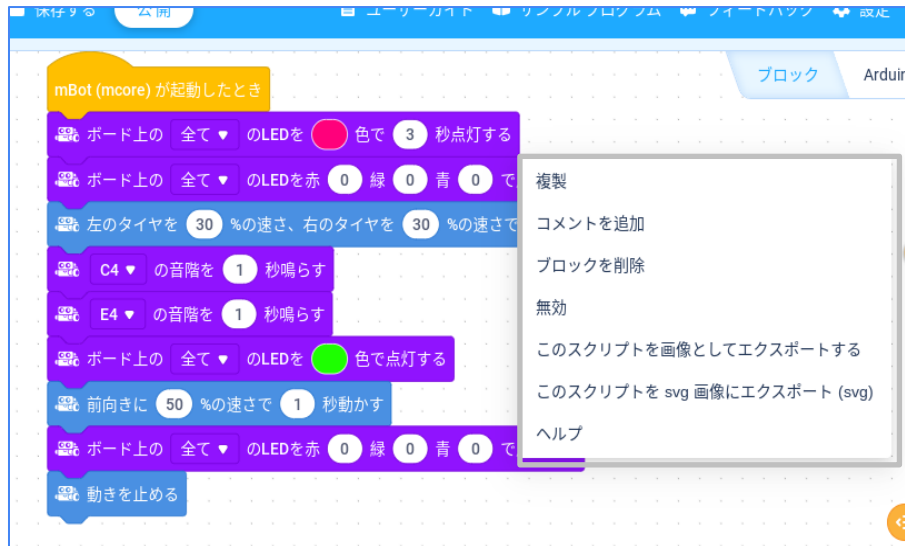 保存する 公開 ユーザーガイド サンプルプログラム フィードバック 設定
ブロック Arduin
mBot (mcore) が起動したとき
ボード上の 全て のLEDを 色で 3 秒点灯する
ボード上の 全て のLEDを赤 0 緑 0 青 0 で
左のタイヤを 30 %の速さ、右のタイヤを 30 %の速さで
C4 の音階を 1 秒鳴らす
E4 の音階を 1 秒鳴らす
ボード上の 全て のLEDを 色で点灯する
前向きに 50 %の速さで 1 秒動かす
ボード上の 全て のLEDを赤 0 緑 0 青 0 で
動きを止める
複製
コメントを追加
ブロックを削除
無効
このスクリプトを画像としてエクスポートする
このスクリプトを svg 画像にエクスポート (svg)
ヘルプ